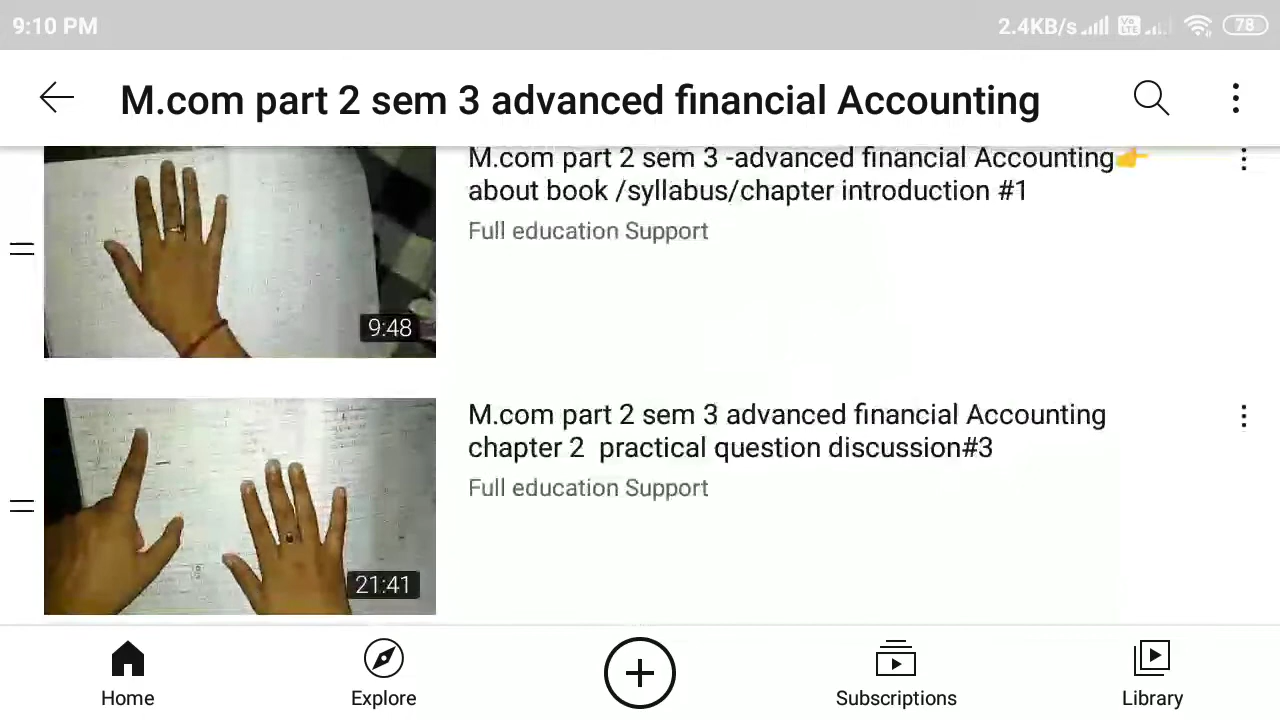 9:10 PM
2.4KB/s Vo LTE 78
M.com part 2 sem 3 advanced financial Accounting
M.com part 2 sem 3 -advanced financial Accounting👉
about book /syllabus/chapter introduction #1
Full education Support
9:48
M.com part 2 sem 3 advanced financial Accounting
chapter 2 practical question discussion#3
Full education Support
21:41
Home
Explore
Subscriptions
Library